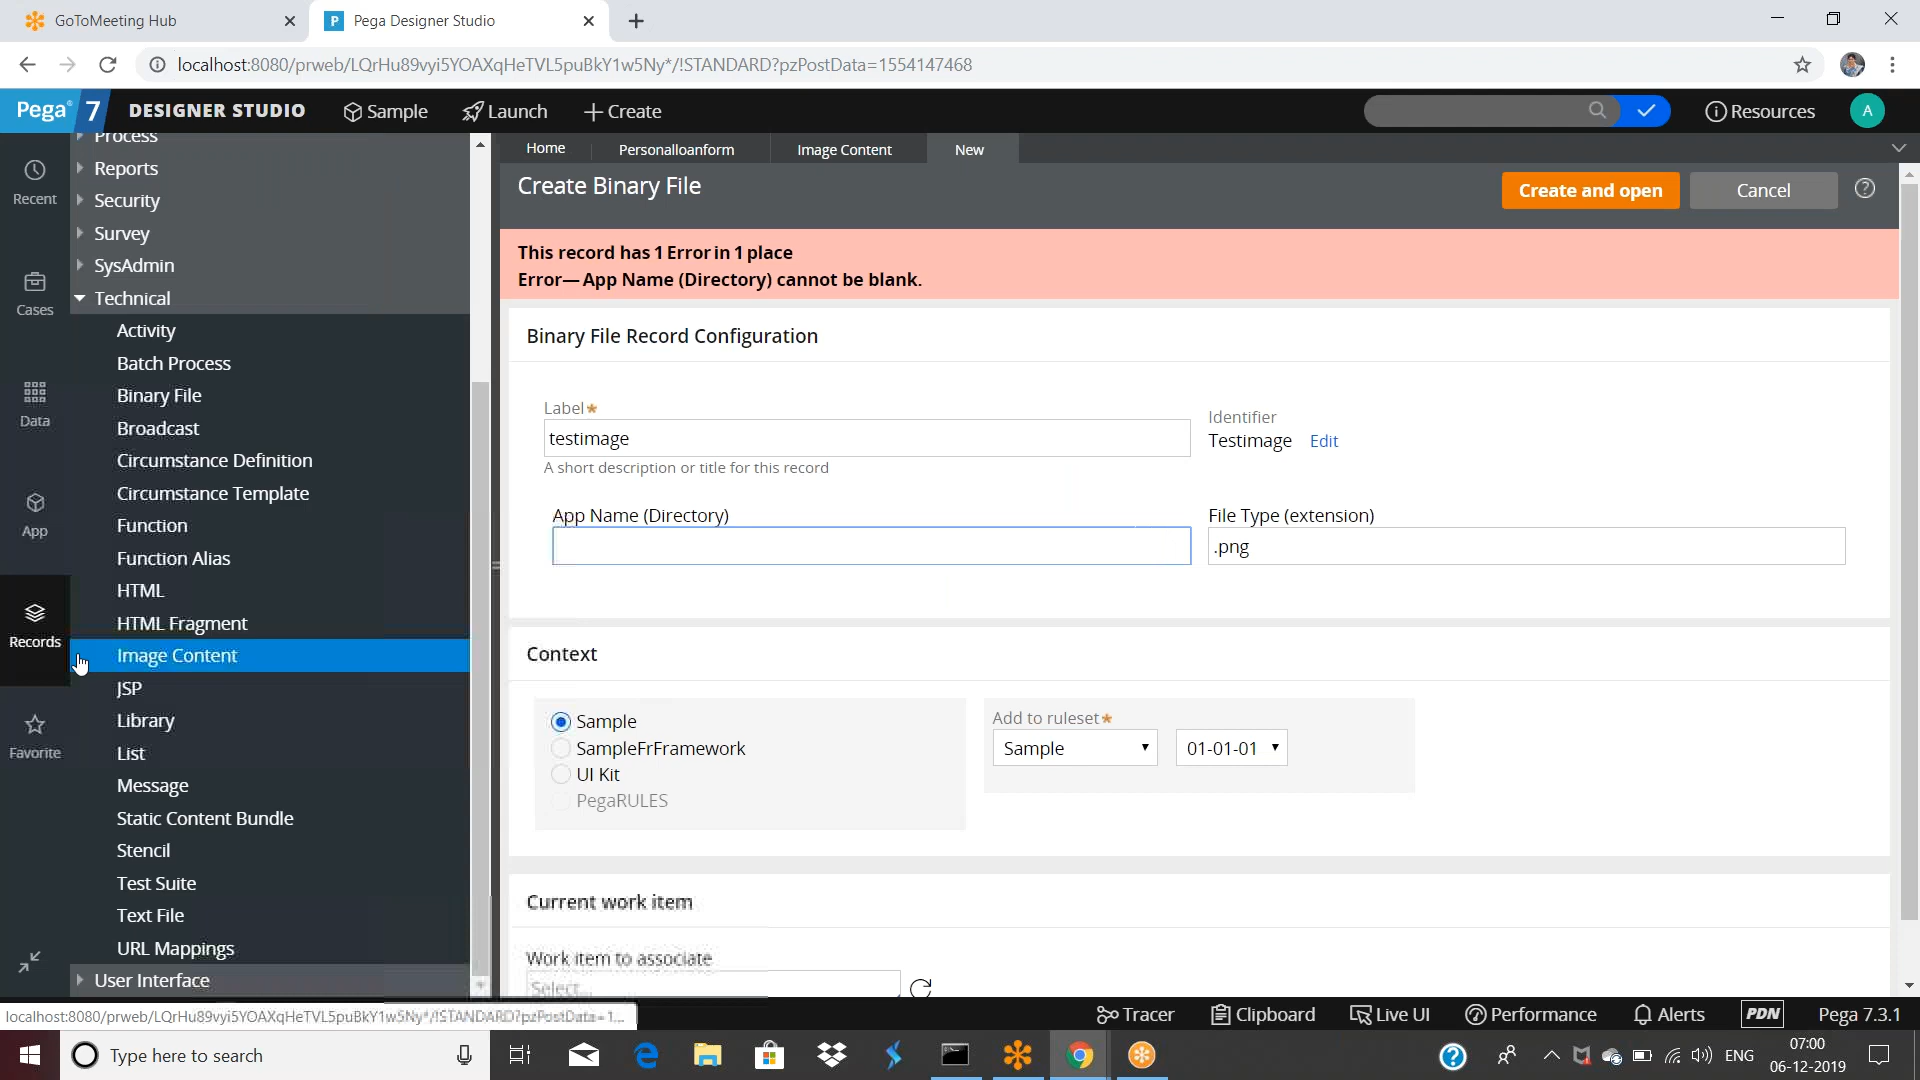 GoToMeeting Hub
Pega Designer Studio
localhost:8080/prweb/LQrHu89vyi5YOAXqHeTVL5puBkY1w5Ny*/!STANDARD?pzPostData=1554147468
Pega 7 DESIGNER STUDIO Sample Launch Create Resources A
Recent
Cases
Data
App
Records
Favorite
Process
Reports
Security
Survey
SysAdmin
Technical
Activity
Batch Process
Binary File
Broadcast
Circumstance Definition
Circumstance Template
Function
Function Alias
HTML
HTML Fragment
Image Content
JSP
Library
List
Message
Static Content Bundle
Stencil
Test Suite
Text File
URL Mappings
User Interface
Home Personalloanform Image Content New
Create Binary File
Create and open Cancel
This record has 1 Error in 1 place
Error— App Name (Directory) cannot be blank.
Binary File Record Configuration
Label*
testimage
A short description or title for this record
Identifier
Testimage Edit
App Name (Directory)
File Type (extension)
.png
Context
Sample
SampleFrFramework
UI Kit
PegaRULES
Add to ruleset*
Sample 01-01-01
Current work item
Work item to associate
Select...
localhost:8080/prweb/LQrHu89vyi5YOAXqHeTVL5puBkY1w5Ny*/!STANDARD?pzPostData=1...
Tracer Clipboard Live UI Performance Alerts PDN Pega 7.3.1
Type here to search
ENG
07:00
06-12-2019